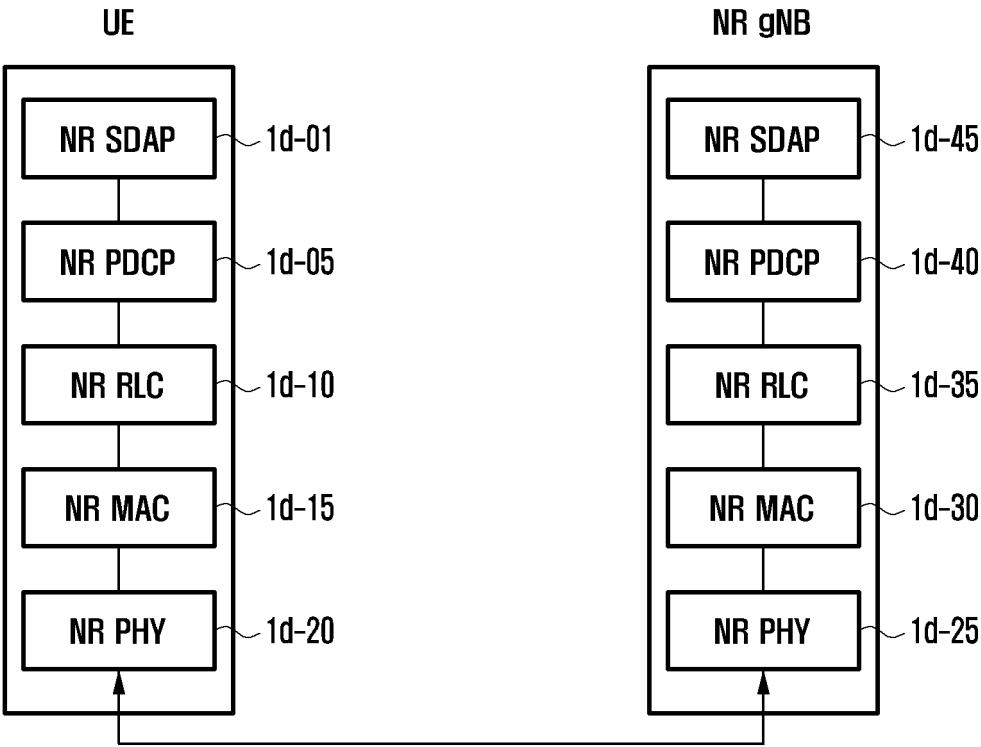 UE NR gNB
NR SDAP 1d-01 NR SDAP 1d-45
NR PDCP 1d-05 NR PDCP 1d-40
NR RLC 1d-10 NR RLC 1d-35
NR MAC 1d-15 NR MAC 1d-30
NR PHY 1d-20 NR PHY 1d-25